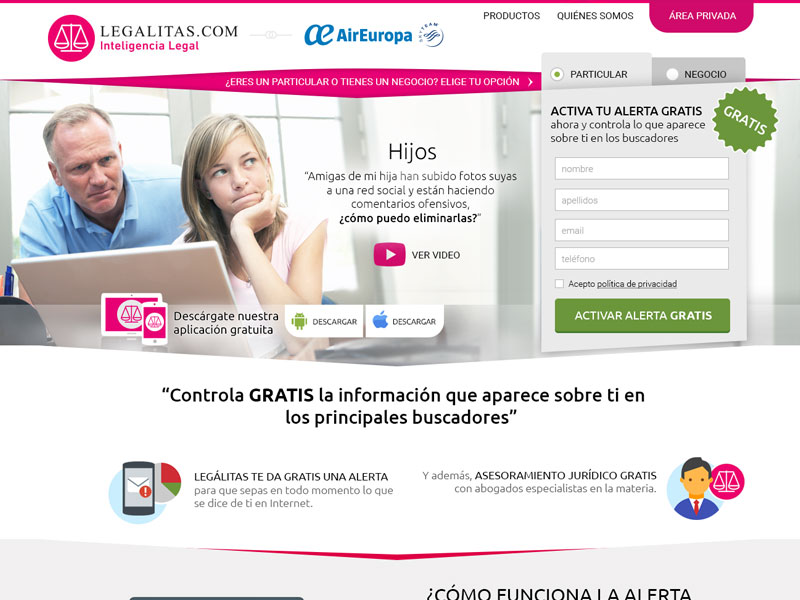 LEGALITAS.COM
Inteligencia Legal
AirEuropa
SKYTEAM
PRODUCTOS
QUIÉNES SOMOS
ÁREA PRIVADA
¿ERES UN PARTICULAR O TIENES UN NEGOCIO? ELIGE TU OPCIÓN
PARTICULAR
NEGOCIO
ACTIVA TU ALERTA GRATIS
ahora y controla lo que aparece
sobre ti en los buscadores
GRATIS
nombre
apellidos
email
teléfono
Acepto política de privacidad
ACTIVAR ALERTA GRATIS
Hijos
“Amigas de mi hija han subido fotos suyas
a una red social y están haciendo
comentarios ofensivos,
¿cómo puedo eliminarlas?”
VER VIDEO
Descárgate nuestra
aplicación gratuita
DESCARGAR
DESCARGAR
“Controla GRATIS la información que aparece sobre ti en
los principales buscadores”
LEGÁLITAS TE DA GRATIS UNA ALERTA
para que sepas en todo momento lo que
se dice de ti en Internet.
Y además, ASESORAMIENTO JURÍDICO GRATIS
con abogados especialistas en la materia.
¿CÓMO FUNCIONA LA ALERTA